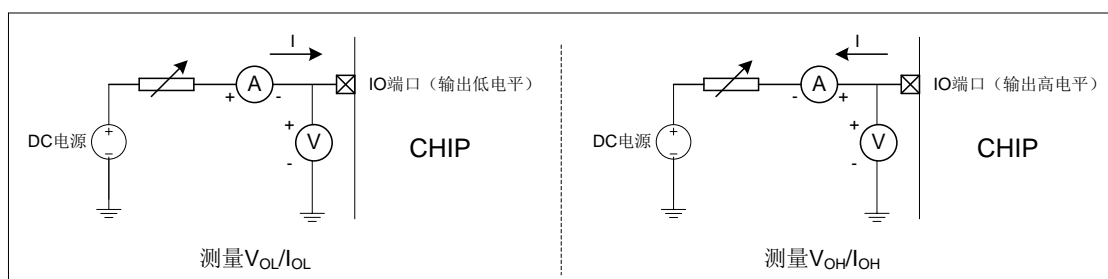 I
A
+ -
IO端口（输出低电平）
DC电源
+
-
+
V
-
CHIP
测量VOL/IOL
I
A
- +
IO端口（输出高电平）
DC电源
+
-
+
V
-
CHIP
测量VOH/IOH